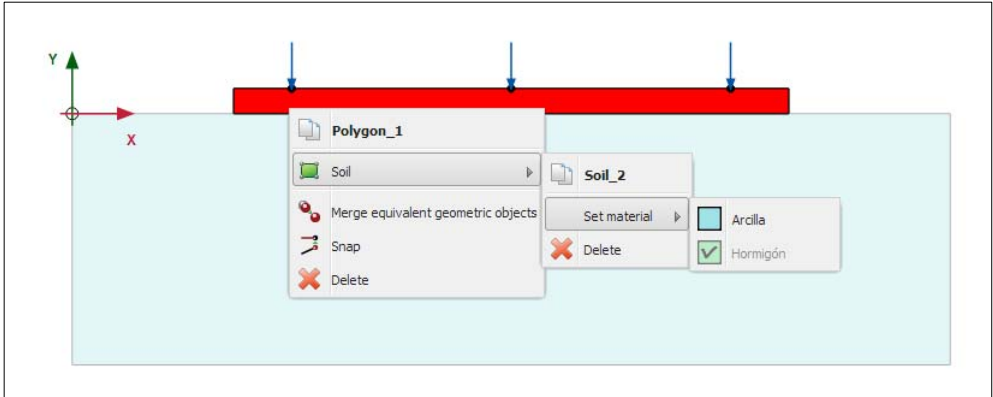 Y
X
Polygon_1
Soil
Soil_2
Merge equivalent geometric objects
Set material
Arcilla
Snap
Delete
Hormigón
Delete